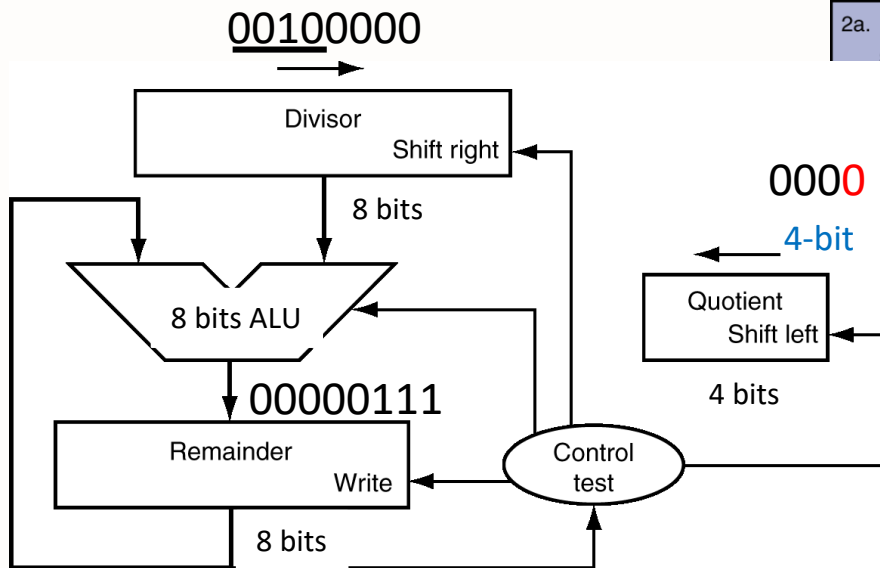 00100000
2a.
Divisor
Shift right
8 bits
0000
4-bit
Quotient
Shift left
4 bits
8 bits ALU
00000111
Remainder
Write
Control
test
8 bits